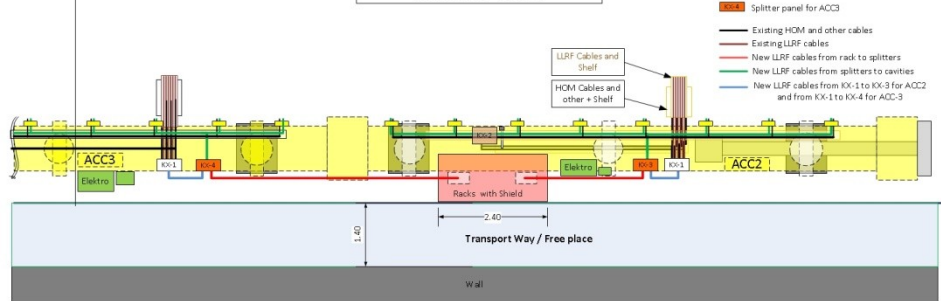 KX-4 Splitter panel for ACC3
Existing HOM and other cables
Existing LLRF cables
New LLRF cables from rack to splitters
New LLRF cables from splitters to cavities
New LLRF cables from KX-1 to KX-3 for ACC2
and from KX-1 to KX-4 for ACC-3
LLRF Cables and
Shelf
HOM Cables and
other + Shelf
KX-2
ACC3
KX-1
KX-4
Elektro
Elektro
KX-3
KX-1
ACC2
Racks with Shield
2.40
1.40
Transport Way / Free place
Wall